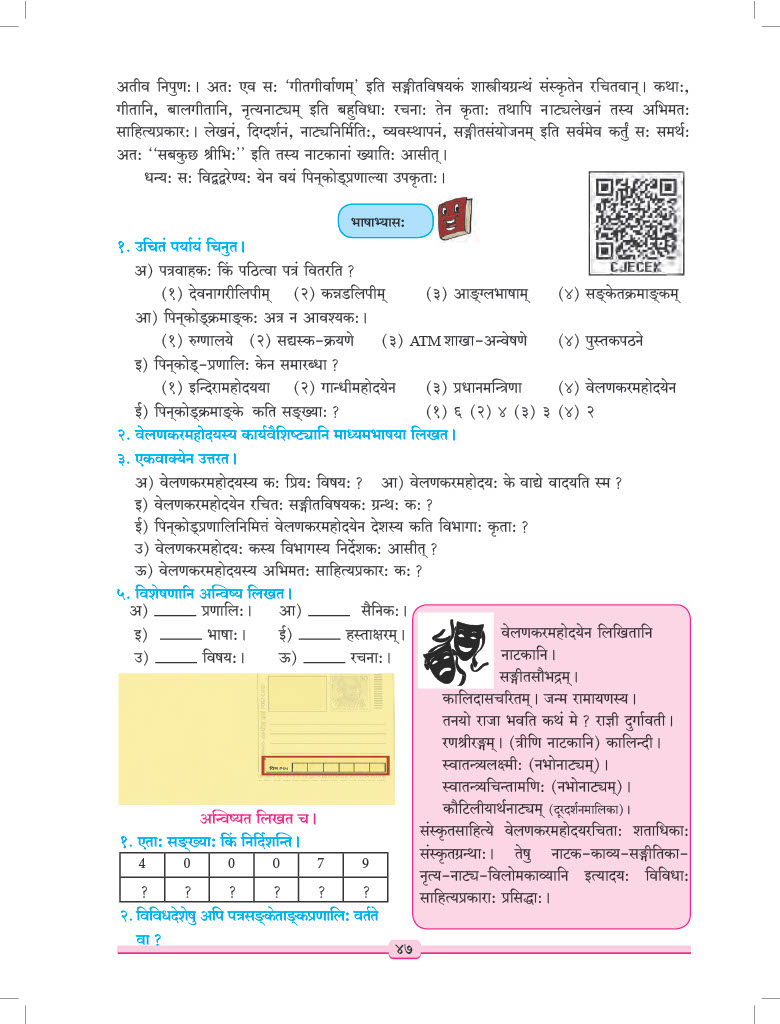 अतीव निपुणः। अतः एव सः ‘गीतगीर्वाणम्’ इति सङ्गीतविषयकं शास्त्रीयग्रन्थं संस्कृतेन रचितवान्। कथाः,
गीतानि, बालगीतानि, नृत्यनाट्यम् इति बहुविधाः रचनाः तेन कृताः तथापि नाट्यलेखनं तस्य अभिमतः
साहित्यप्रकारः। लेखनं, दिग्दर्शनं, नाट्यनिर्मितिः, व्यवस्थापनं, सङ्गीतसंयोजनम् इति सर्वमेव कर्तुं सः समर्थः
अतः ‘‘सबकुछ श्रीभिः’’ इति तस्य नाटकानां ख्यातिः आसीत्।
धन्यः सः विद्वद्वरेण्यः येन वयं पिन्‌कोड्प्रणाल्या उपकृताः।
CJECEK
भाषाभ्यासः
१. उचितं पर्यायं चिनुत।
अ) पत्रवाहकः किं पठित्वा पत्रं वितरति ?
(१) देवनागरीलिपीम् (२) कन्नडलिपीम् (३) आङ्ग्लभाषाम् (४) सङ्केतक्रमाङ्कम्
आ) पिन्‌कोड्क्रमाङ्कः अत्र न आवश्यकः।
(१) रुग्णालये (२) सद्यस्क-क्रयणे (३) ATM शाखा-अन्वेषणे (४) पुस्तकपठने
इ) पिन्‌कोड्-प्रणालिः केन समारब्धा ?
(१) इन्दिरामहोदयया (२) गान्धीमहोदयेन (३) प्रधानमन्त्रिणा (४) वेलणकरमहोदयेन
ई) पिन्‌कोड्क्रमाङ्के कति सङ्ख्याः ? (१) ६ (२) ४ (३) ३ (४) २
२. वेलणकरमहोदयस्य कार्यवैशिष्ट्यानि माध्यमभाषया लिखत।
३. एकवाक्येन उत्तरत।
अ) वेलणकरमहोदयस्य कः प्रियः विषयः ? आ) वेलणकरमहोदयः के वाद्ये वादयति स्म ?
इ) वेलणकरमहोदयेन रचितः सङ्गीतविषयकः ग्रन्थः कः ?
ई) पिन्‌कोड्प्रणालिनिमित्तं वेलणकरमहोदयेन देशस्य कति विभागाः कृताः ?
उ) वेलणकरमहोदयः कस्य विभागस्य निर्देशकः आसीत् ?
ऊ) वेलणकरमहोदयस्य अभिमतः साहित्यप्रकारः कः ?
५. विशेषणानि अन्विष्य लिखत।
अ) ______ प्रणालिः। आ) ______ सैनिकः।
इ) ______ भाषाः। ई) ______ हस्ताक्षरम्।
उ) ______ विषयः। ऊ) ______ रचनाः।
अन्विष्यत लिखत च।
१. एताः सङ्ख्याः किं निर्दिशन्ति।
4 0 0 0 7 9
? ? ? ? ? ?
२. विविधदेशेषु अपि पत्रसङ्केताङ्कप्रणालिः वर्तते
वा ?
वेलणकरमहोदयेन लिखितानि
नाटकानि।
सङ्गीतसौभद्रम्।
कालिदासचरितम्। जन्म रामायणस्य।
तनयो राजा भवति कथं मे ? राज्ञी दुर्गावती।
रणश्रीरङ्गम्। (त्रीणि नाटकानि) कालिन्दी।
स्वातन्त्र्यलक्ष्मीः (नभोनाट्यम्)।
स्वातन्त्र्यचिन्तामणिः (नभोनाट्यम्)।
कौटिलीयार्थनाट्यम् (दूरदर्शनमालिका)।
संस्कृतसाहित्ये वेलणकरमहोदयरचिताः शताधिकाः
संस्कृतग्रन्थाः। तेषु नाटक-काव्य-सङ्गीतिका-
नृत्य-नाट्य-विलोमकाव्यानि इत्यादयः विविधाः
साहित्यप्रकाराः प्रसिद्धाः।
४७